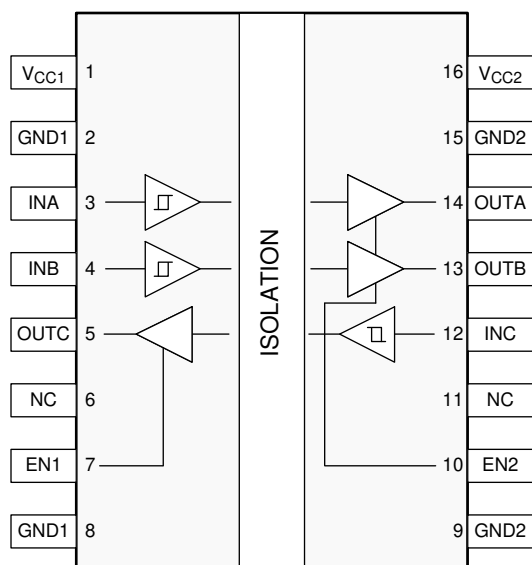 VCC1 1 16 VCC2
GND1 2 15 GND2
INA 3 14 OUTA
INB 4 13 OUTB
ISOLATION
OUTC 5 12 INC
NC 6 11 NC
EN1 7 10 EN2
GND1 8 9 GND2